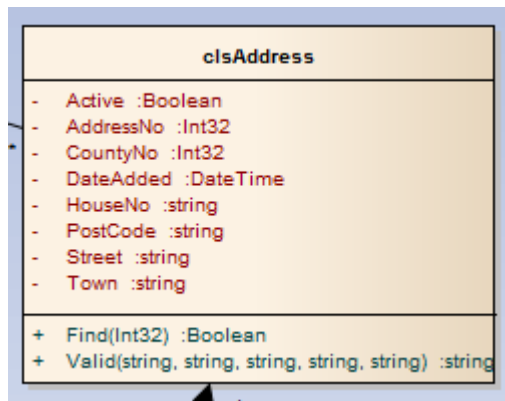 clsAddress
- Active :Boolean
- AddressNo :Int32
- CountyNo :Int32
- DateAdded :DateTime
- HouseNo :string
- PostCode :string
- Street :string
- Town :string
+ Find(Int32) :Boolean
+ Valid(string, string, string, string, string) :string
*